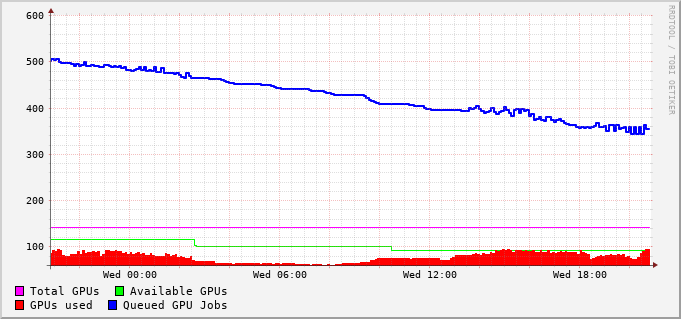 600
500
400
300
200
100
Wed 00:00 Wed 06:00 Wed 12:00 Wed 18:00
Total GPUs Available GPUs
GPUs used Queued GPU Jobs
RRDTOOL / TOBI OETIKER